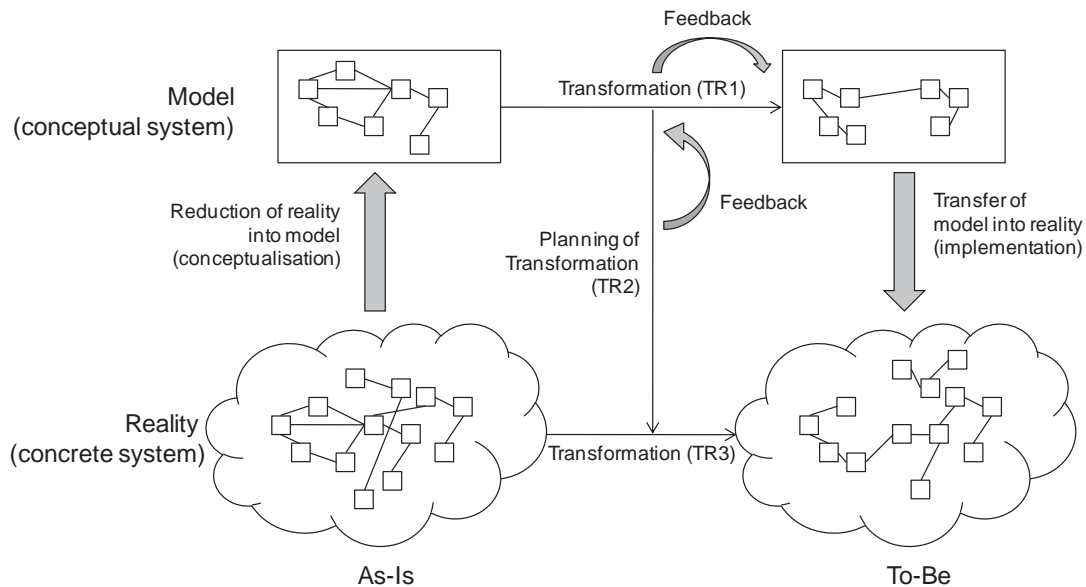 Feedback
Model
(conceptual system)
Transformation (TR1)
Reduction of reality
into model
(conceptualisation)
Feedback
Planning of
Transformation
(TR2)
Transfer of
model into reality
(implementation)
Reality
(concrete system)
Transformation (TR3)
As-Is
To-Be